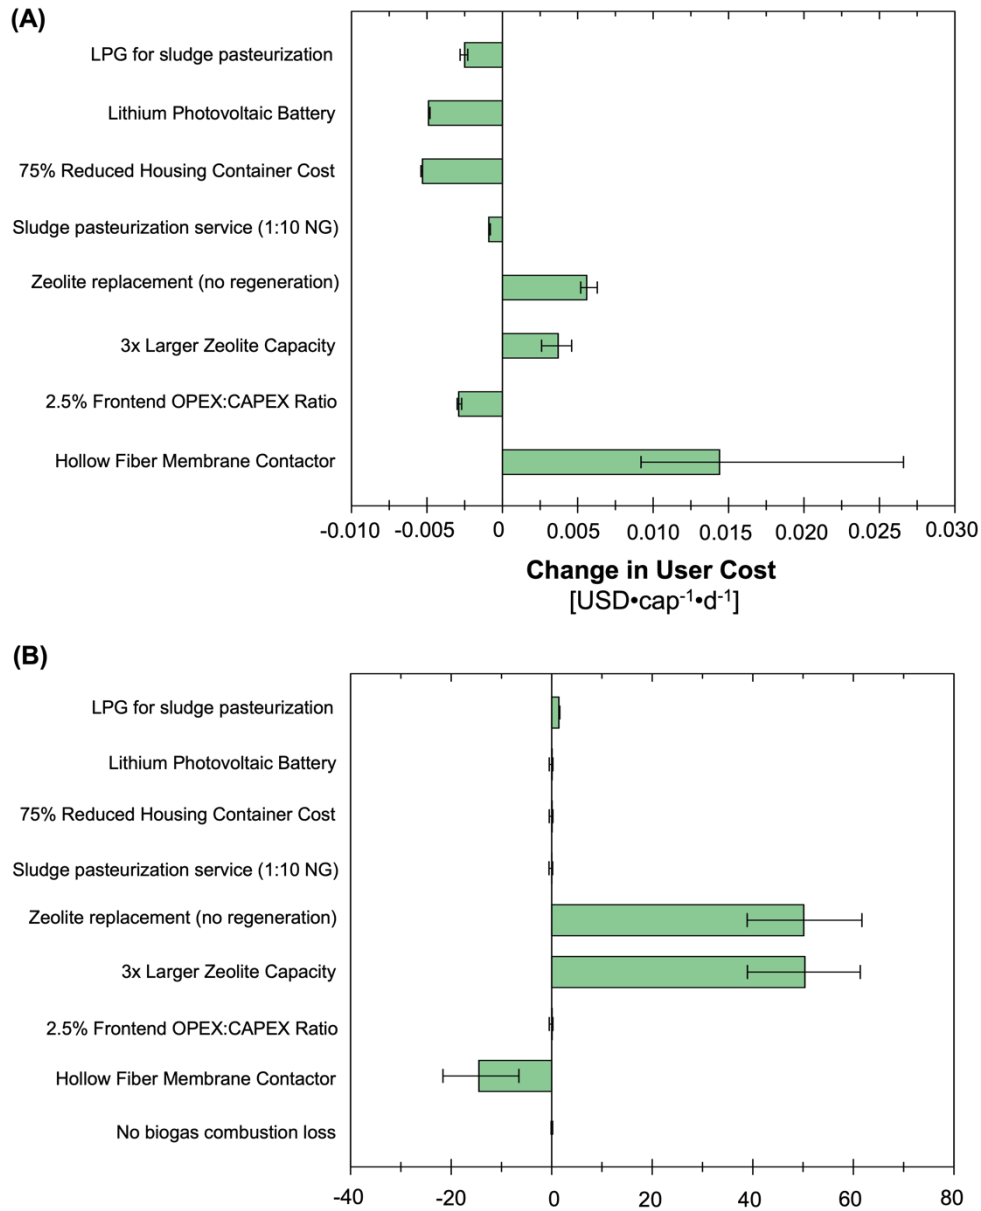 (A)
LPG for sludge pasteurization
Lithium Photovoltaic Battery
75% Reduced Housing Container Cost
Sludge pasteurization service (1:10 NG)
Zeolite replacement (no regeneration)
3x Larger Zeolite Capacity
2.5% Frontend OPEX:CAPEX Ratio
Hollow Fiber Membrane Contactor
-0.010 -0.005 0 0.005 0.010 0.015 0.020 0.025 0.030
Change in User Cost
[USD•cap⁻¹•d⁻¹]
(B)
LPG for sludge pasteurization
Lithium Photovoltaic Battery
75% Reduced Housing Container Cost
Sludge pasteurization service (1:10 NG)
Zeolite replacement (no regeneration)
3x Larger Zeolite Capacity
2.5% Frontend OPEX:CAPEX Ratio
Hollow Fiber Membrane Contactor
No biogas combustion loss
-40 -20 0 20 40 60 80